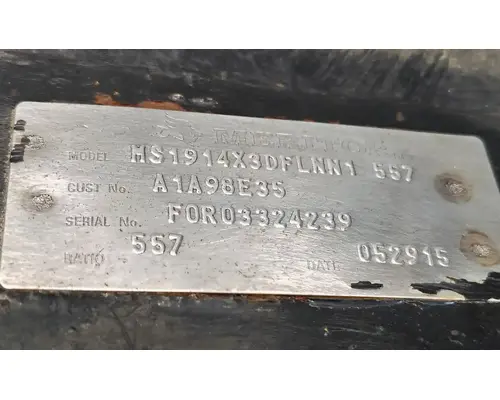 MODEL MS1914X3DFLNN1 557
CUST No. A1A98E35
SERIAL No. FOR03324239
RATIO 557 DATE 052915